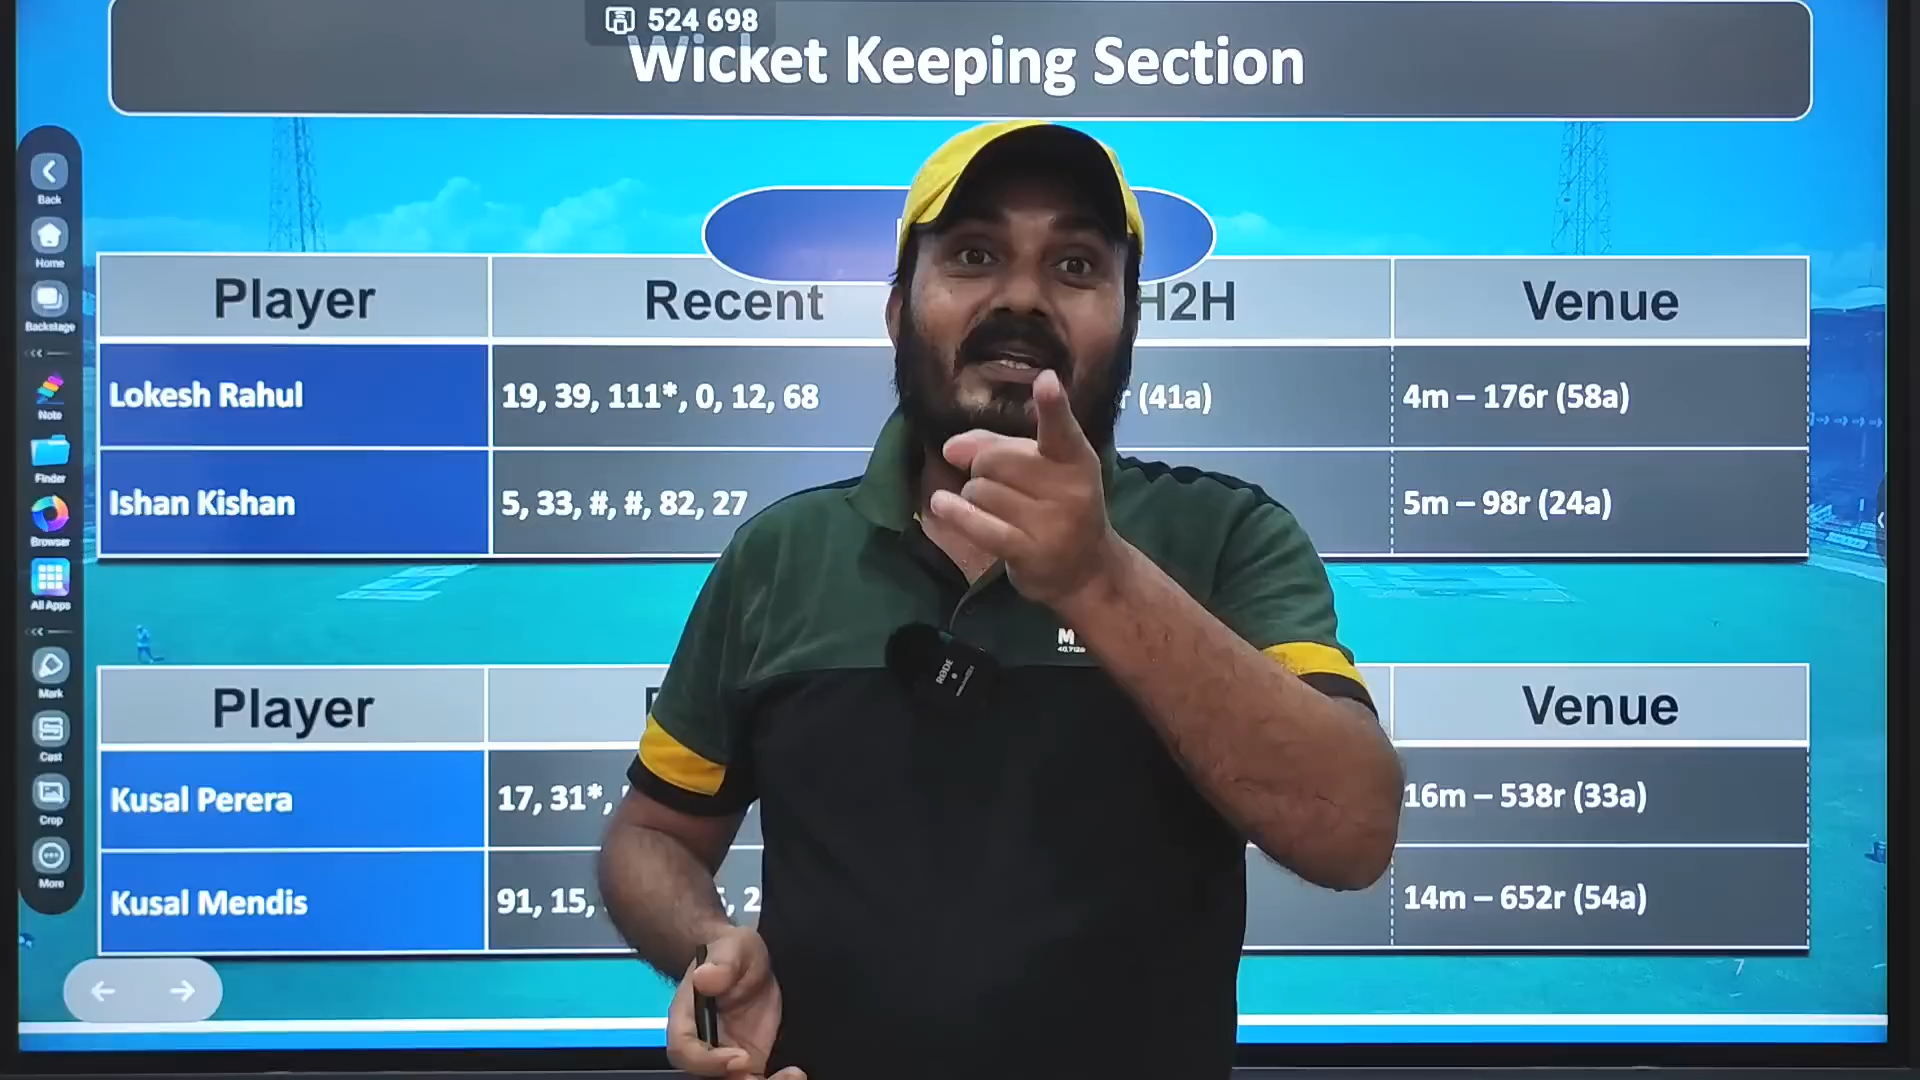 524 698
Wicket Keeping Section
Back
Home
Backstage
Note
Finder
Browser
All Apps
Mark
Cast
Crop
More
Player Recent H2H Venue
Lokesh Rahul 19, 39, 111*, 0, 12, 68 (41a) 4m – 176r (58a)
Ishan Kishan 5, 33, #, #, 82, 27 5m – 98r (24a)
Player Venue
Kusal Perera 17, 31*, 16m – 538r (33a)
Kusal Mendis 91, 15, 14m – 652r (54a)
RØDE
M